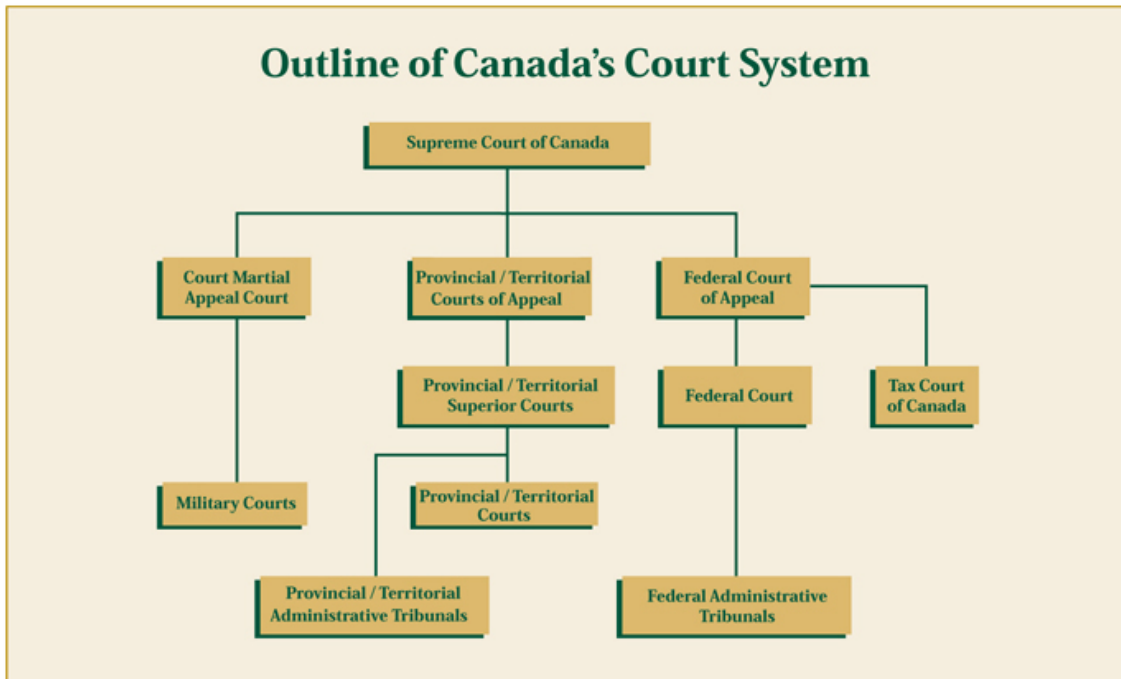 Outline of Canada's Court System
Supreme Court of Canada
Court Martial
Appeal Court
Provincial / Territorial
Courts of Appeal
Federal Court
of Appeal
Provincial / Territorial
Superior Courts
Federal Court
Tax Court
of Canada
Military Courts
Provincial / Territorial
Courts
Provincial / Territorial
Administrative Tribunals
Federal Administrative
Tribunals